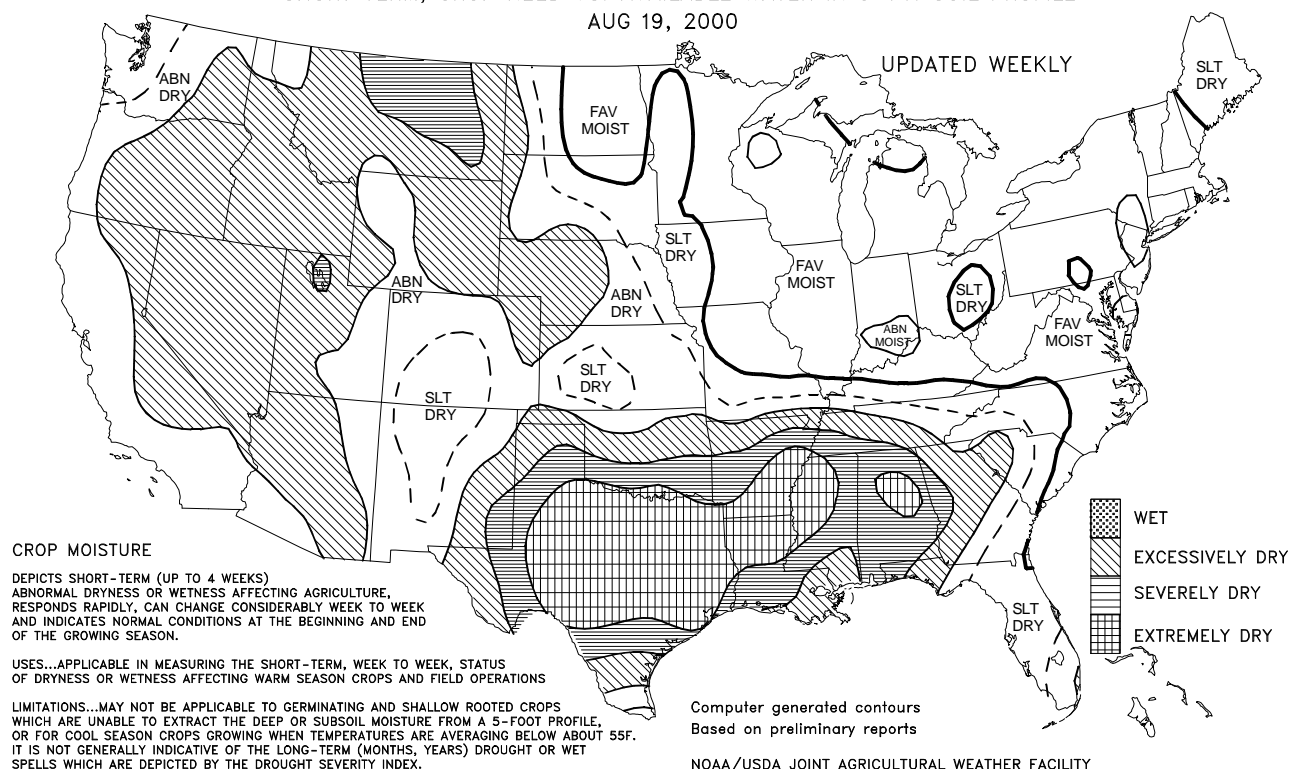 AUG 19, 2000
UPDATED WEEKLY
ABN
DRY
FAV
MOIST
SLT
DRY
SLT
DRY
ABN
DRY
ABN
DRY
FAV
MOIST
SLT
DRY
ABN
MOIST
FAV
MOIST
SLT
DRY
SLT
DRY
SLT
DRY
WET
EXCESSIVELY DRY
SEVERELY DRY
EXTREMELY DRY
CROP MOISTURE
DEPICTS SHORT-TERM (UP TO 4 WEEKS)
ABNORMAL DRYNESS OR WETNESS AFFECTING AGRICULTURE,
RESPONDS RAPIDLY, CAN CHANGE CONSIDERABLY WEEK TO WEEK
AND INDICATES NORMAL CONDITIONS AT THE BEGINNING AND END
OF THE GROWING SEASON.
USES...APPLICABLE IN MEASURING THE SHORT-TERM, WEEK TO WEEK, STATUS
OF DRYNESS OR WETNESS AFFECTING WARM SEASON CROPS AND FIELD OPERATIONS
LIMITATIONS...MAY NOT BE APPLICABLE TO GERMINATING AND SHALLOW ROOTED CROPS
WHICH ARE UNABLE TO EXTRACT THE DEEP OR SUBSOIL MOISTURE FROM A 5-FOOT PROFILE,
OR FOR COOL SEASON CROPS GROWING WHEN TEMPERATURES ARE AVERAGING BELOW ABOUT 55F.
IT IS NOT GENERALLY INDICATIVE OF THE LONG-TERM (MONTHS, YEARS) DROUGHT OR WET
SPELLS WHICH ARE DEPICTED BY THE DROUGHT SEVERITY INDEX.
Computer generated contours
Based on preliminary reports
NOAA/USDA JOINT AGRICULTURAL WEATHER FACILITY